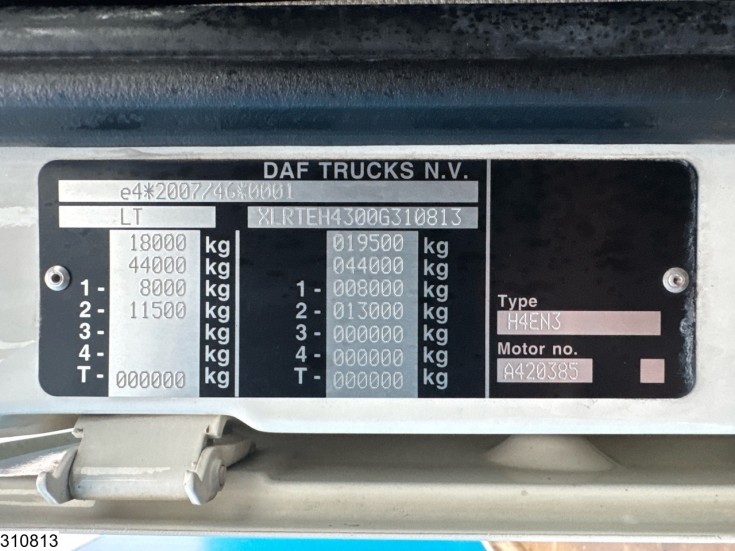 DAF TRUCKS N.V.
e4*2007/46*0001
LT XLRTEH4300G310813
18000 kg 019500 kg
44000 kg 044000 kg
1- 8000 kg 1- 008000 kg
2- 11500 kg 2- 013000 kg
3- kg 3- 000000 kg
4- kg 4- 000000 kg
T- 000000 kg T- 000000 kg
Type
H4EN3
Motor no.
A420385
310813